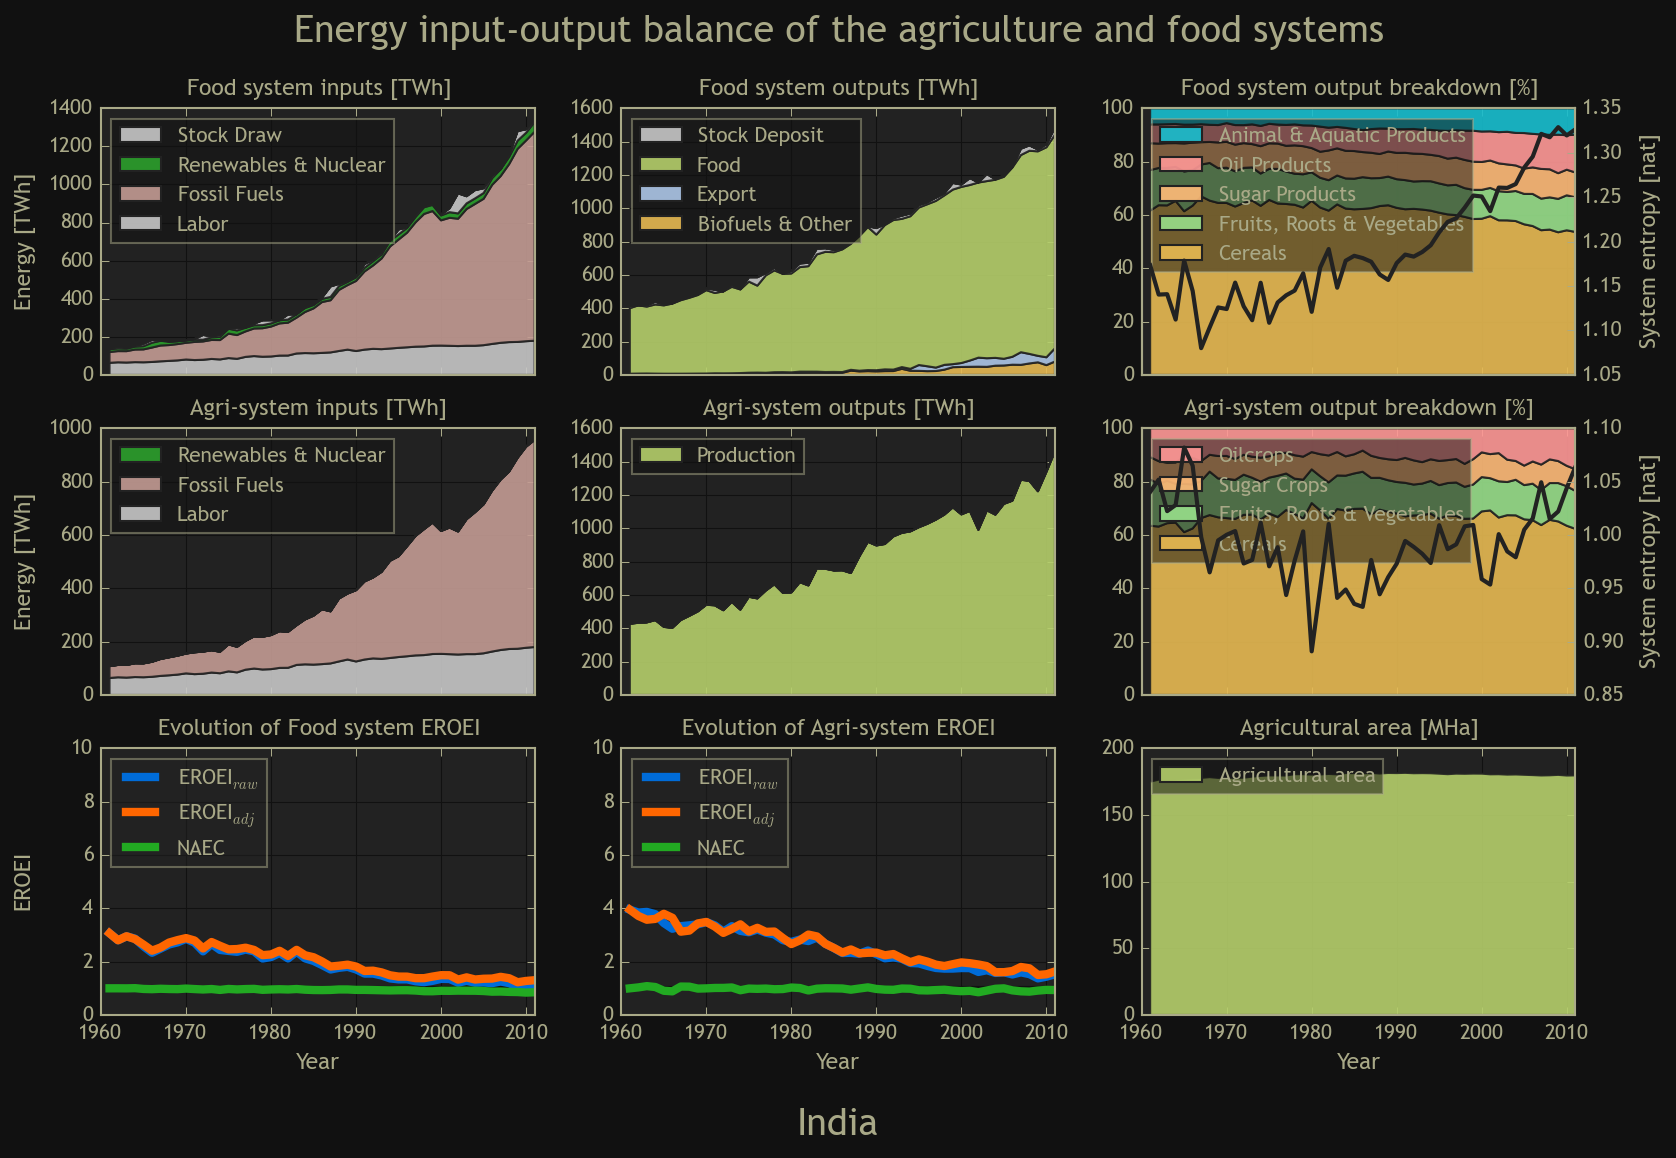 Energy input-output balance of the agriculture and food systems
Food system inputs [TWh]
Energy [TWh]
1400
1200
1000
800
600
400
200
0
Stock Draw
Renewables & Nuclear
Fossil Fuels
Labor
Food system outputs [TWh]
1600
1400
1200
1000
800
600
400
200
0
Stock Deposit
Food
Export
Biofuels & Other
Food system output breakdown [%]
100
80
60
40
20
0
Animal & Aquatic Products
Oil Products
Sugar Products
Fruits, Roots & Vegetables
Cereals
1.35
1.30
1.25
1.20
1.15
1.10
1.05
System entropy [nat]
Agri-system inputs [TWh]
Energy [TWh]
1000
800
600
400
200
0
Renewables & Nuclear
Fossil Fuels
Labor
Agri-system outputs [TWh]
1600
1400
1200
1000
800
600
400
200
0
Production
Agri-system output breakdown [%]
100
80
60
40
20
0
Oilcrops
Sugar Crops
Fruits, Roots & Vegetables
Cereals
1.10
1.05
1.00
0.95
0.90
0.85
System entropy [nat]
Evolution of Food system EROEI
EROEI
10
8
6
4
2
0
EROEI raw
EROEI adj
NAEC
1960 1970 1980 1990 2000 2010
Year
Evolution of Agri-system EROEI
10
8
6
4
2
0
EROEI raw
EROEI adj
NAEC
1960 1970 1980 1990 2000 2010
Year
Agricultural area [MHa]
200
150
100
50
0
Agricultural area
1960 1970 1980 1990 2000 2010
Year
India